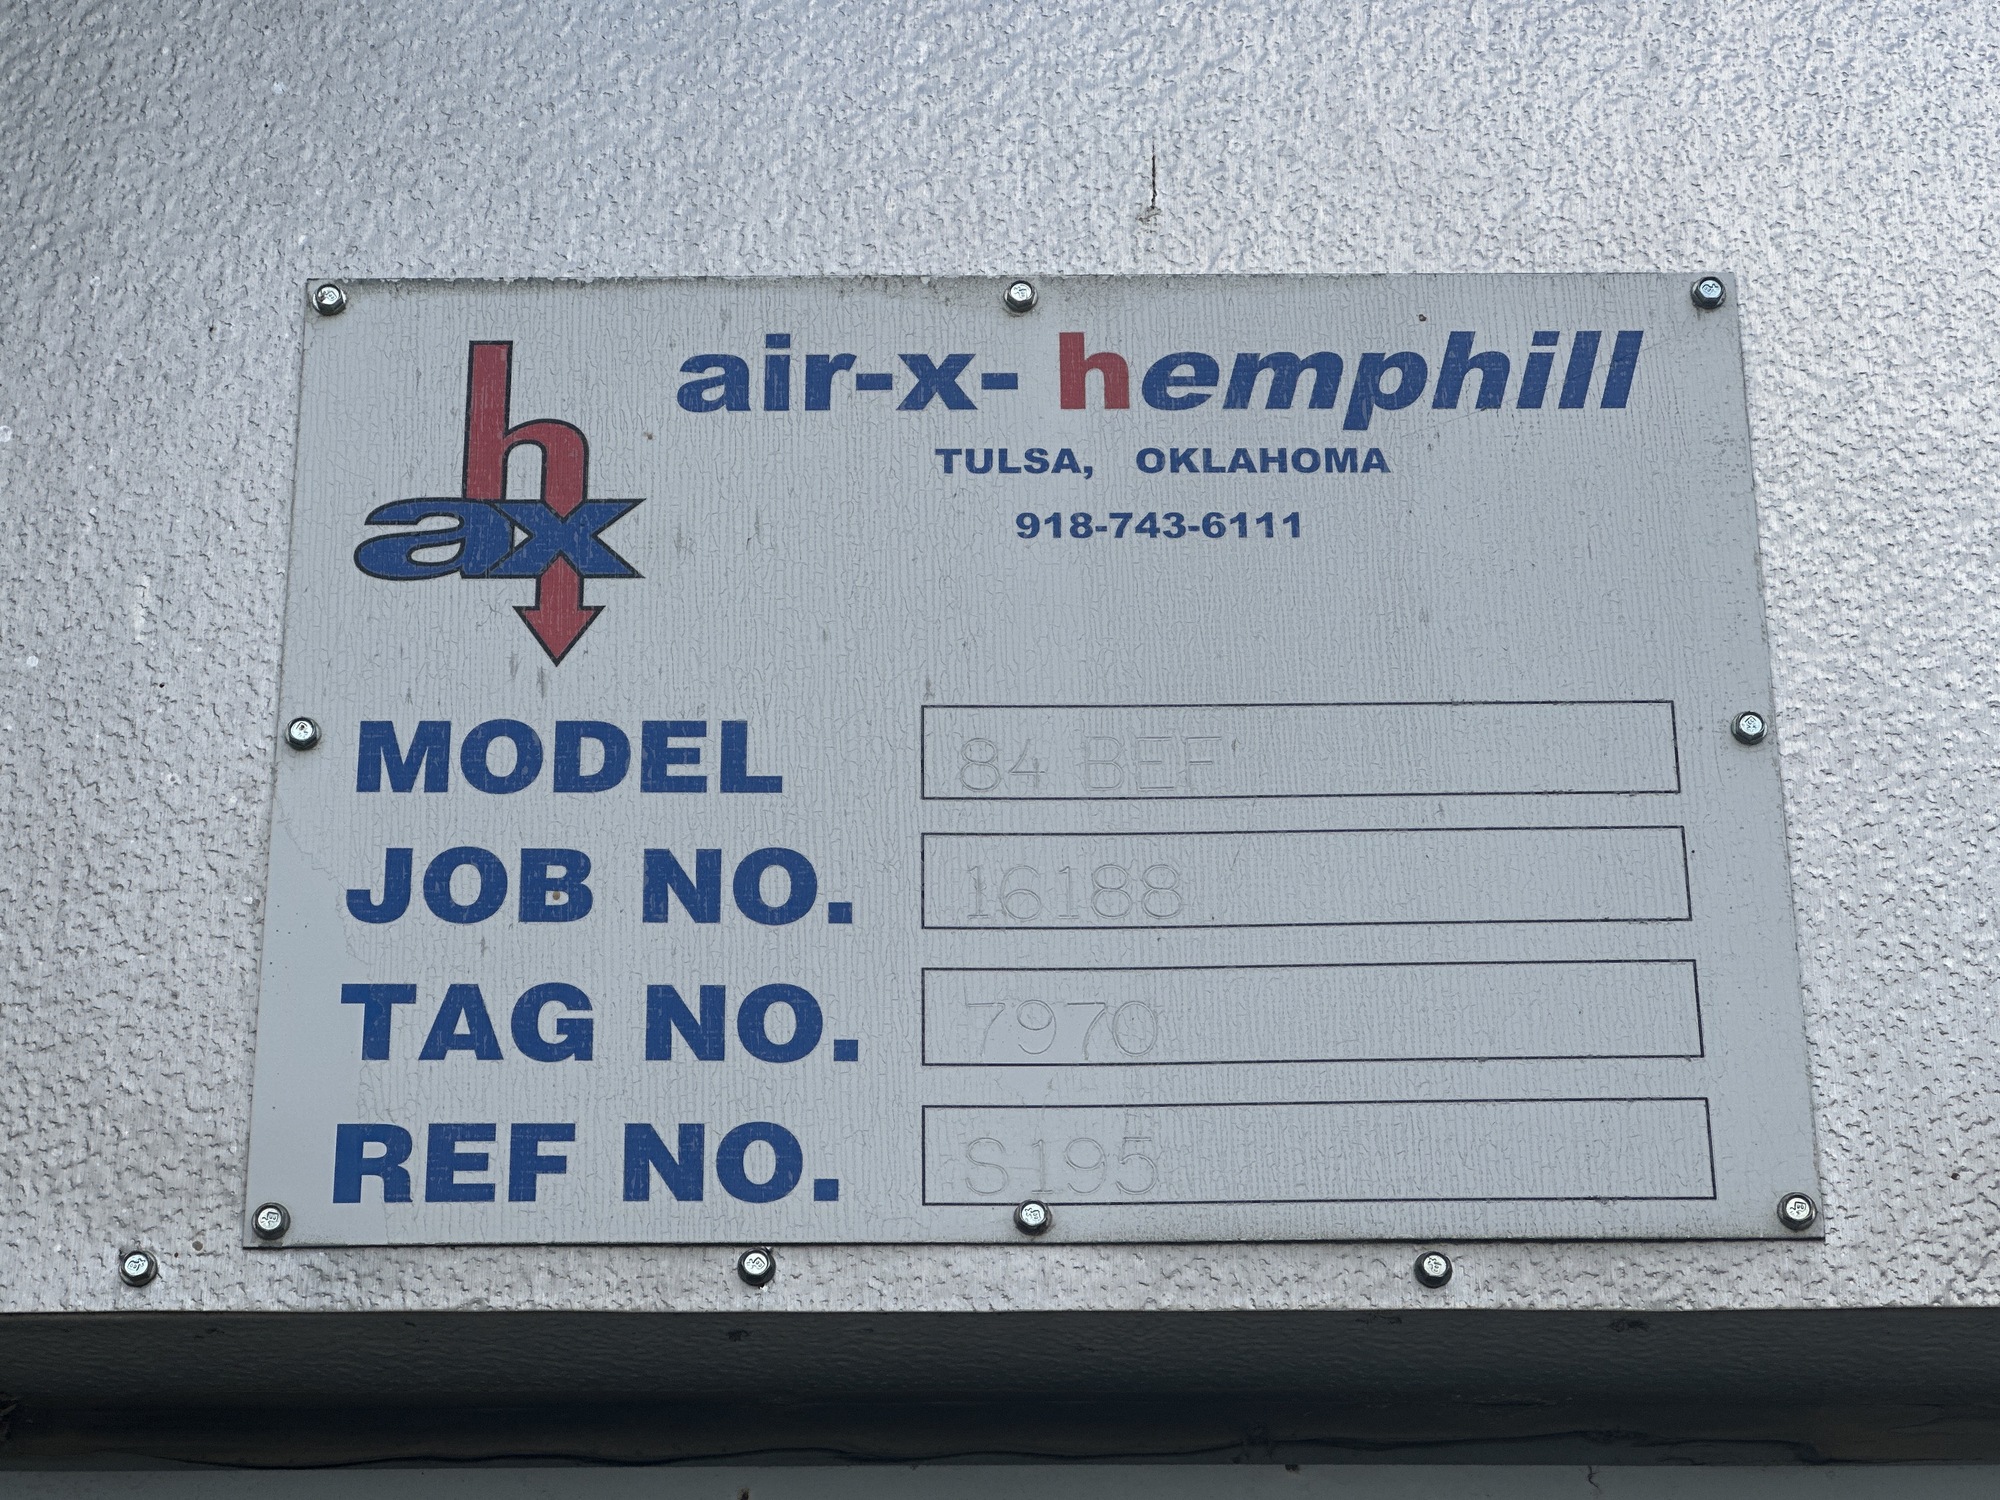 h
ax
air-x- hemphill
TULSA, OKLAHOMA
918-743-6111
MODEL 84 BEF
JOB NO. 16188
TAG NO. 7970
REF NO. S195